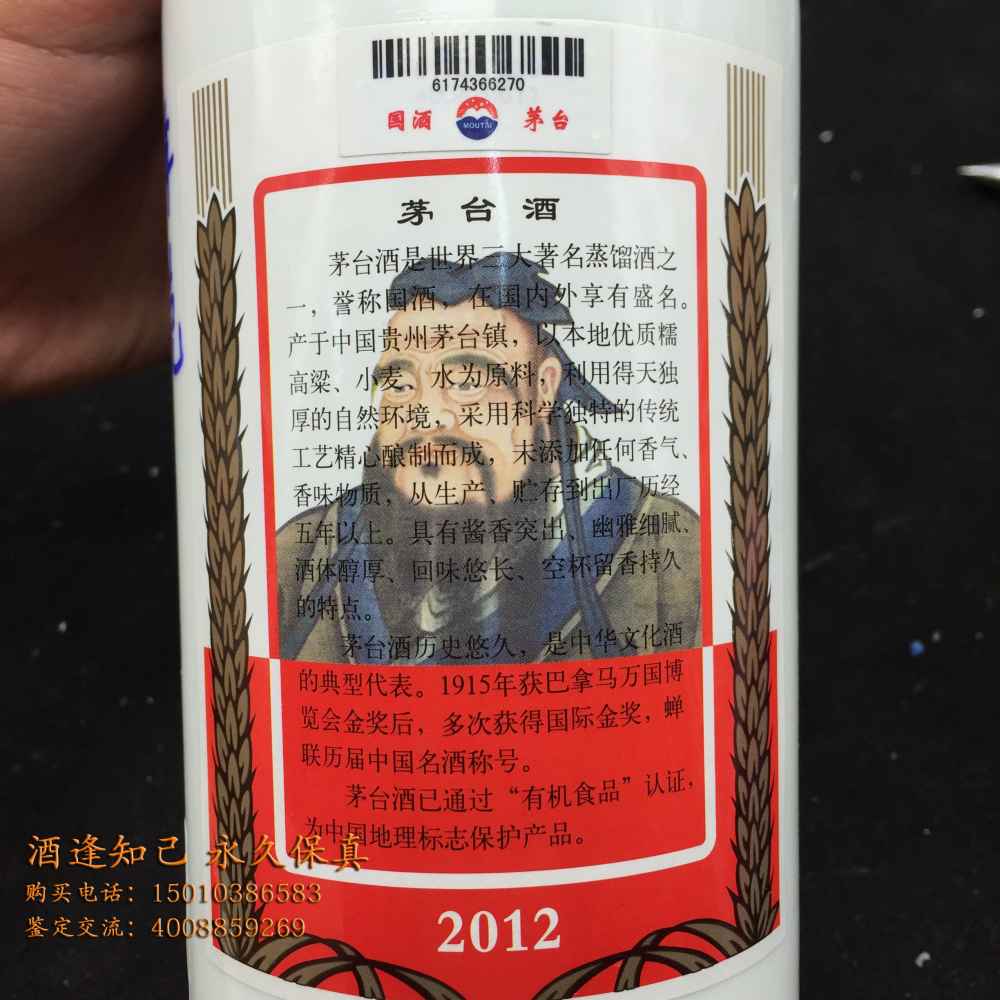 6174366270
国酒 MOUTAI 茅台
茅台酒
茅台酒是世界三大著名蒸馏酒之
一，誉称国酒，在国内外享有盛名。
产于中国贵州茅台镇，以本地优质糯
高粱、小麦、水为原料，利用得天独
厚的自然环境，采用科学独特的传统
工艺精心酿制而成，未添加任何香气、
香味物质，从生产、贮存到出厂历经
五年以上。具有酱香突出、幽雅细腻、
酒体醇厚、回味悠长、空杯留香持久
的特点。
茅台酒历史悠久，是中华文化酒
的典型代表。1915年获巴拿马万国博
览会金奖后，多次获得国际金奖，蝉
联历届中国名酒称号。
茅台酒已通过“有机食品”认证，
为中国地理标志保护产品。
2012
酒逢知己 永久保真
购买电话：15010386583
鉴定交流：4008859269